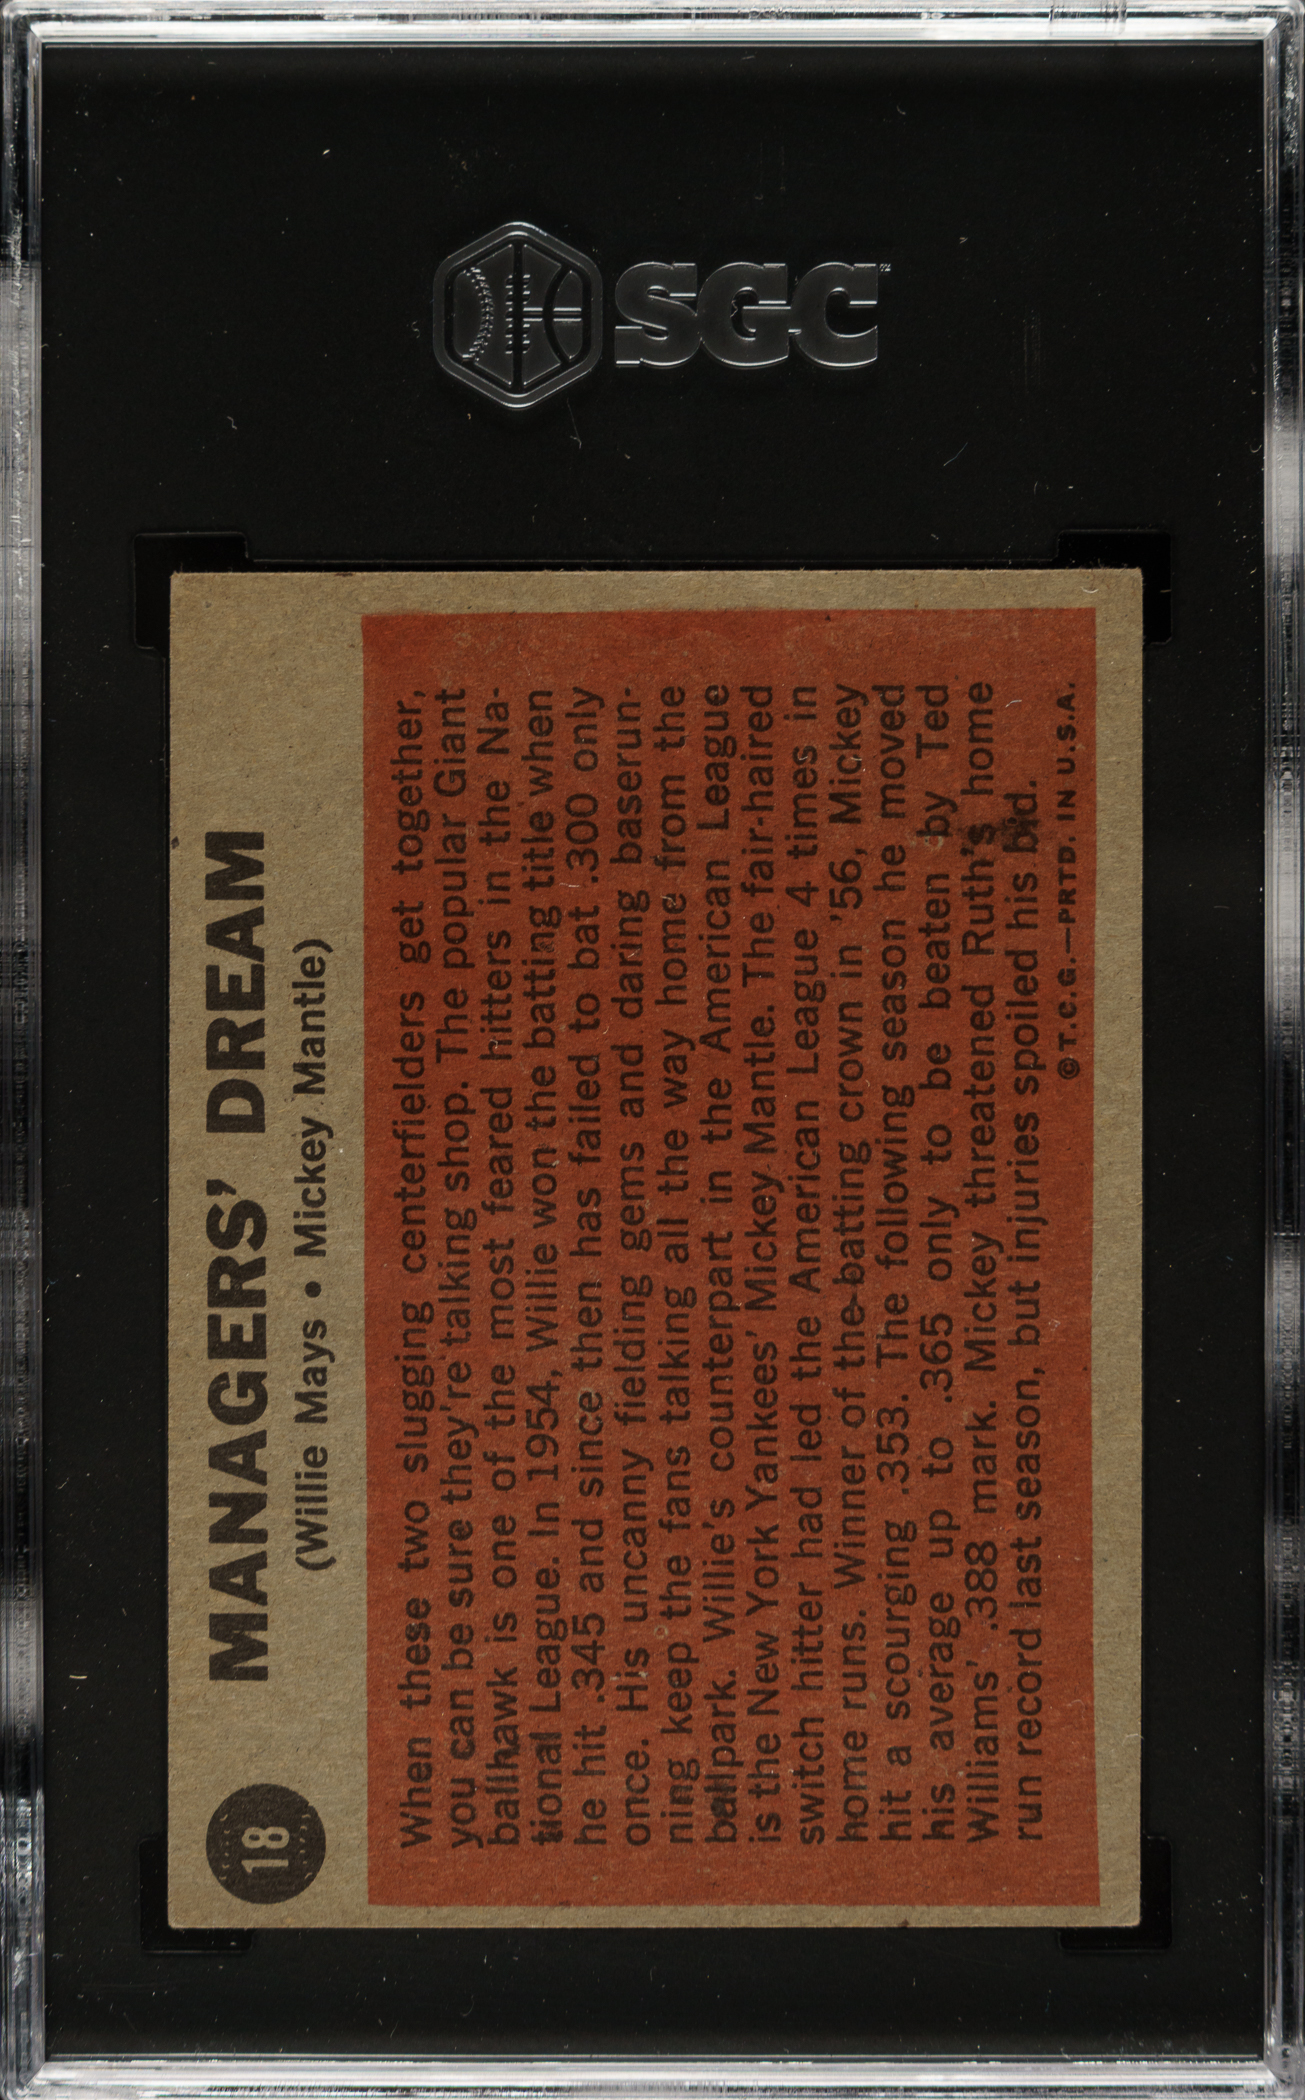 SGC
18
MANAGERS' DREAM
(Willie Mays • Mickey Mantle)
When these two slugging centerfielders get together,
you can be sure they're talking shop. The popular Giant
ballhawk is one of the most feared hitters in the Na-
tional League. In 1954, Willie won the batting title when
he hit .345 and since then has failed to bat .300 only
once. His uncanny fielding gems and daring baserun-
ning keep the fans talking all the way home from the
ballpark. Willie's counterpart in the American League
is the New York Yankees' Mickey Mantle. The fair-haired
switch hitter had led the American League 4 times in
home runs. Winner of the batting crown in '56, Mickey
hit a scourging .353. The following season he moved
his average up to .365 only to be beaten by Ted
Williams' .388 mark. Mickey threatened Ruth's home
run record last season, but injuries spoiled his bid.
©T.C.G.—PRTD. IN U.S.A.